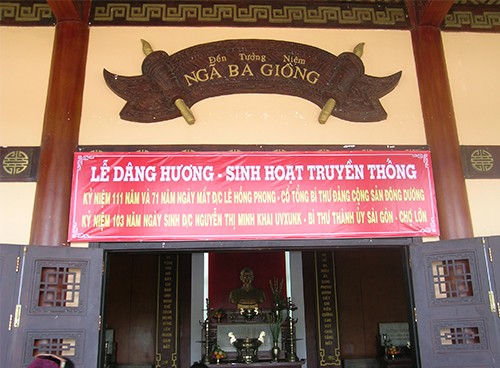 Đền Tưởng Niệm
NGÃ BA GIỒNG
LỄ DÂNG HƯƠNG - SINH HOẠT TRUYỀN THỐNG
KỶ NIỆM 111 NĂM VÀ 71 NĂM NGÀY MẤT Đ/C LÊ HỒNG PHONG - CỐ TỔNG BÍ THƯ ĐẢNG CỘNG SẢN ĐÔNG DƯƠNG
KỶ NIỆM 103 NĂM NGÀY SINH Đ/C NGUYỄN THỊ MINH KHAI UVXUNK - BÍ THƯ THÀNH ỦY SÀI GÒN - CHỢ LỚN